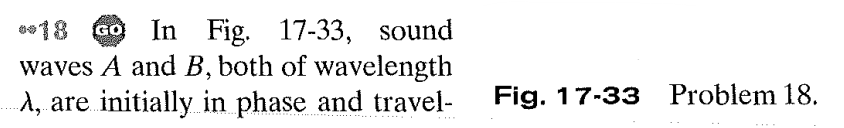 ••18 GO In Fig. 17-33, sound
waves A and B, both of wavelength
λ, are initially in phase and travel-
Fig. 17-33 Problem 18.